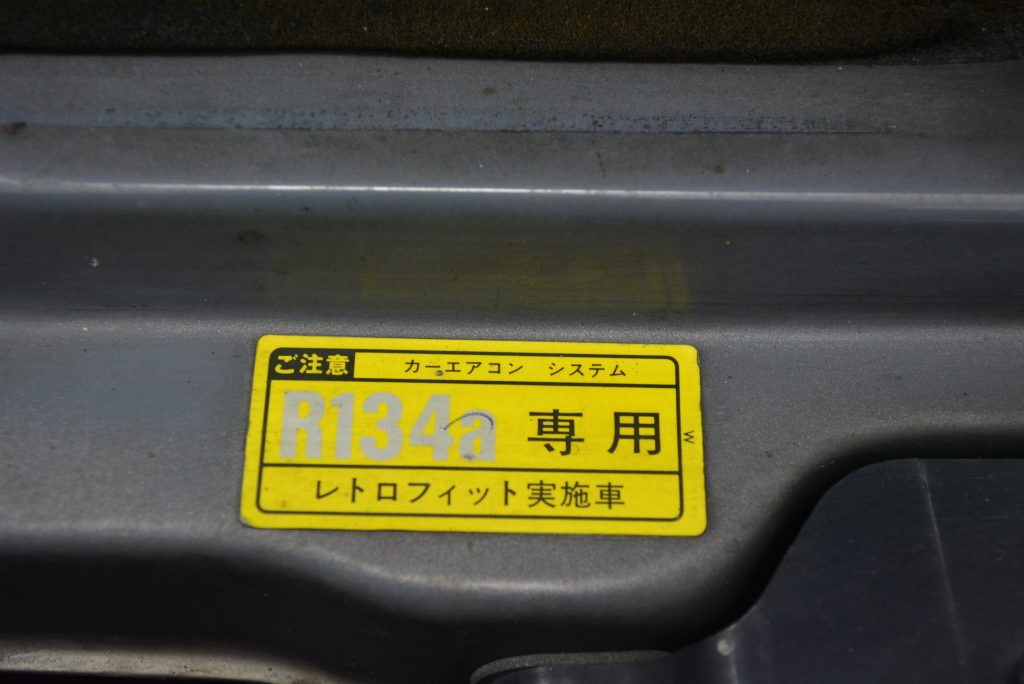 ご注意 カーエアコン システム
R134a 専用
W
レトロフィット実施車